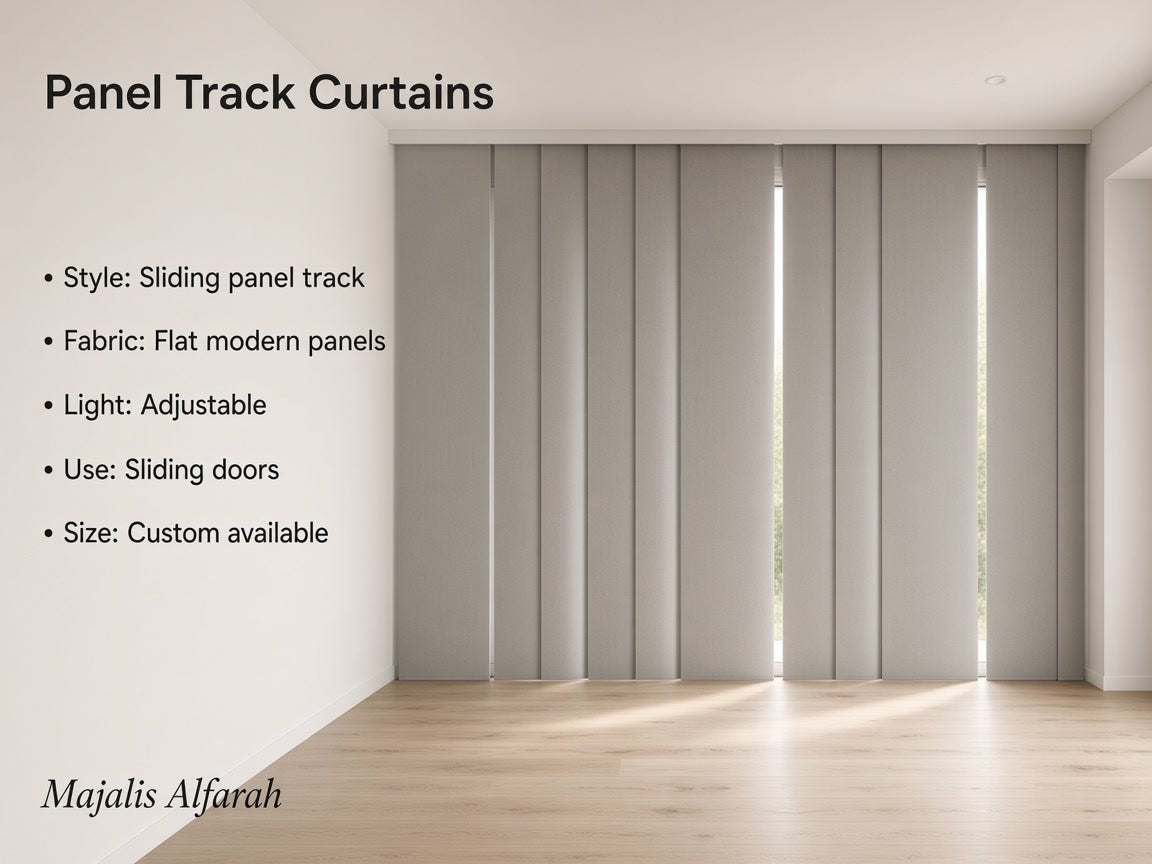 Panel Track Curtains
• Style: Sliding panel track
• Fabric: Flat modern panels
• Light: Adjustable
• Use: Sliding doors
• Size: Custom available
Majalis Alfarah